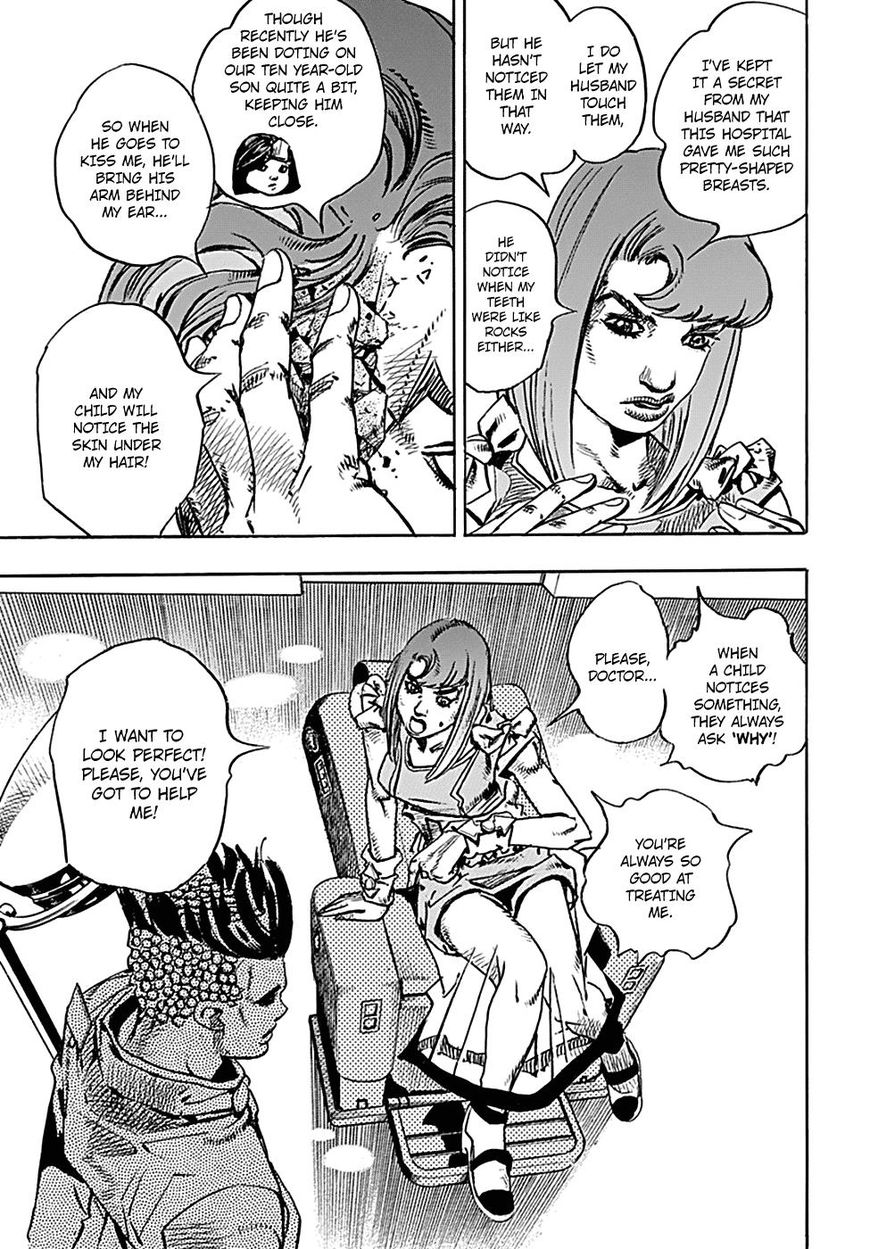 I'VE KEPT
IT A SECRET
FROM MY
HUSBAND THAT
THIS HOSPITAL
GAVE ME SUCH
PRETTY-SHAPED
BREASTS.
I DO
LET MY
HUSBAND
TOUCH
THEM,
BUT HE
HASN'T
NOTICED
THEM IN
THAT
WAY.
HE
DIDN'T
NOTICE
WHEN MY
TEETH
WERE LIKE
ROCKS
EITHER...
THOUGH
RECENTLY HE'S
BEEN DOTING ON
OUR TEN YEAR-OLD
SON QUITE A BIT,
KEEPING HIM
CLOSE.
SO WHEN
HE GOES TO
KISS ME, HE'LL
BRING HIS
ARM BEHIND
MY EAR...
AND MY
CHILD WILL
NOTICE THE
SKIN UNDER
MY HAIR!
WHEN
A CHILD
NOTICES
SOMETHING,
THEY ALWAYS
ASK 'WHY'!
PLEASE,
DOCTOR...
YOU'RE
ALWAYS SO
GOOD AT
TREATING
ME.
I WANT TO
LOOK PERFECT!
PLEASE, YOU'VE
GOT TO HELP
ME!